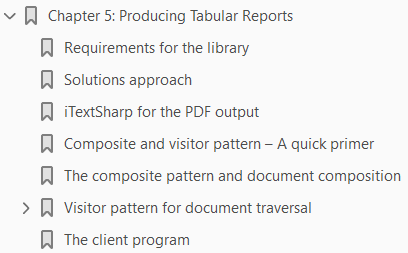 Chapter 5: Producing Tabular Reports
Requirements for the library
Solutions approach
iTextSharp for the PDF output
Composite and visitor pattern – A quick primer
The composite pattern and document composition
Visitor pattern for document traversal
The client program